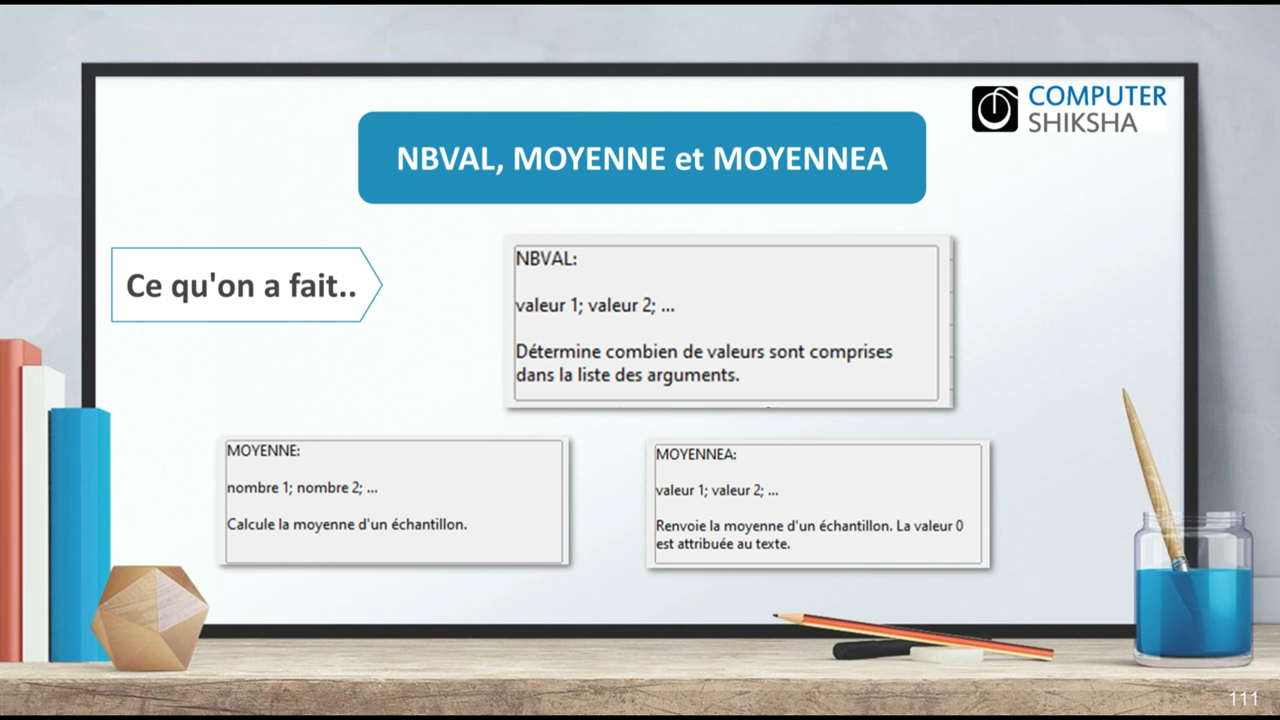 COMPUTER
SHIKSHA
NBVAL, MOYENNE et MOYENNEA
Ce qu'on a fait..
NBVAL:
valeur 1; valeur 2; ...
Détermine combien de valeurs sont comprises
dans la liste des arguments.
MOYENNE:
nombre 1; nombre 2; ...
Calcule la moyenne d'un échantillon.
MOYENNEA:
valeur 1; valeur 2; ...
Renvoie la moyenne d'un échantillon. La valeur 0
est attribuée au texte.
111